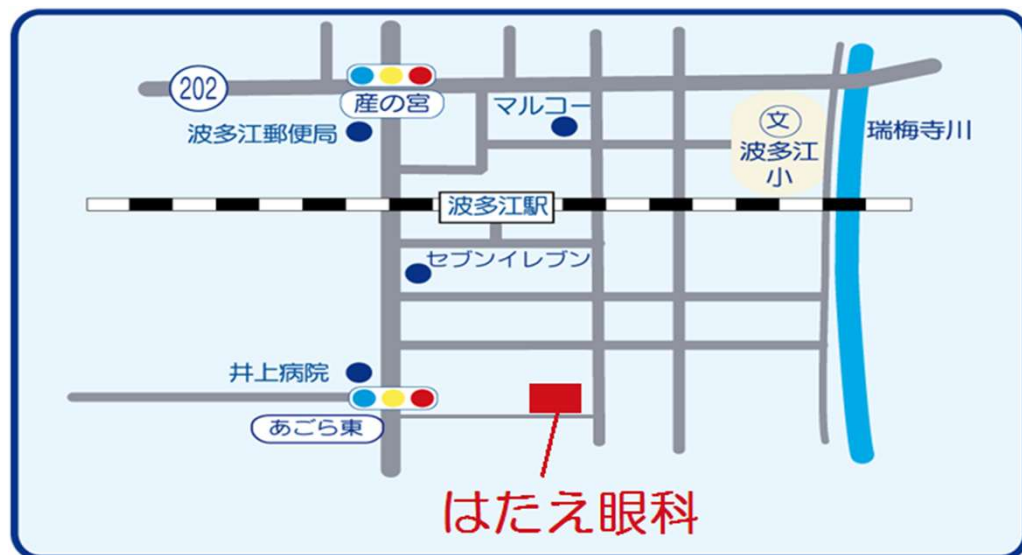 202
産の宮
マルコー
波多江郵便局
文
波多江
小
瑞梅寺川
波多江駅
セブンイレブン
井上病院
あごら東
はたえ眼科